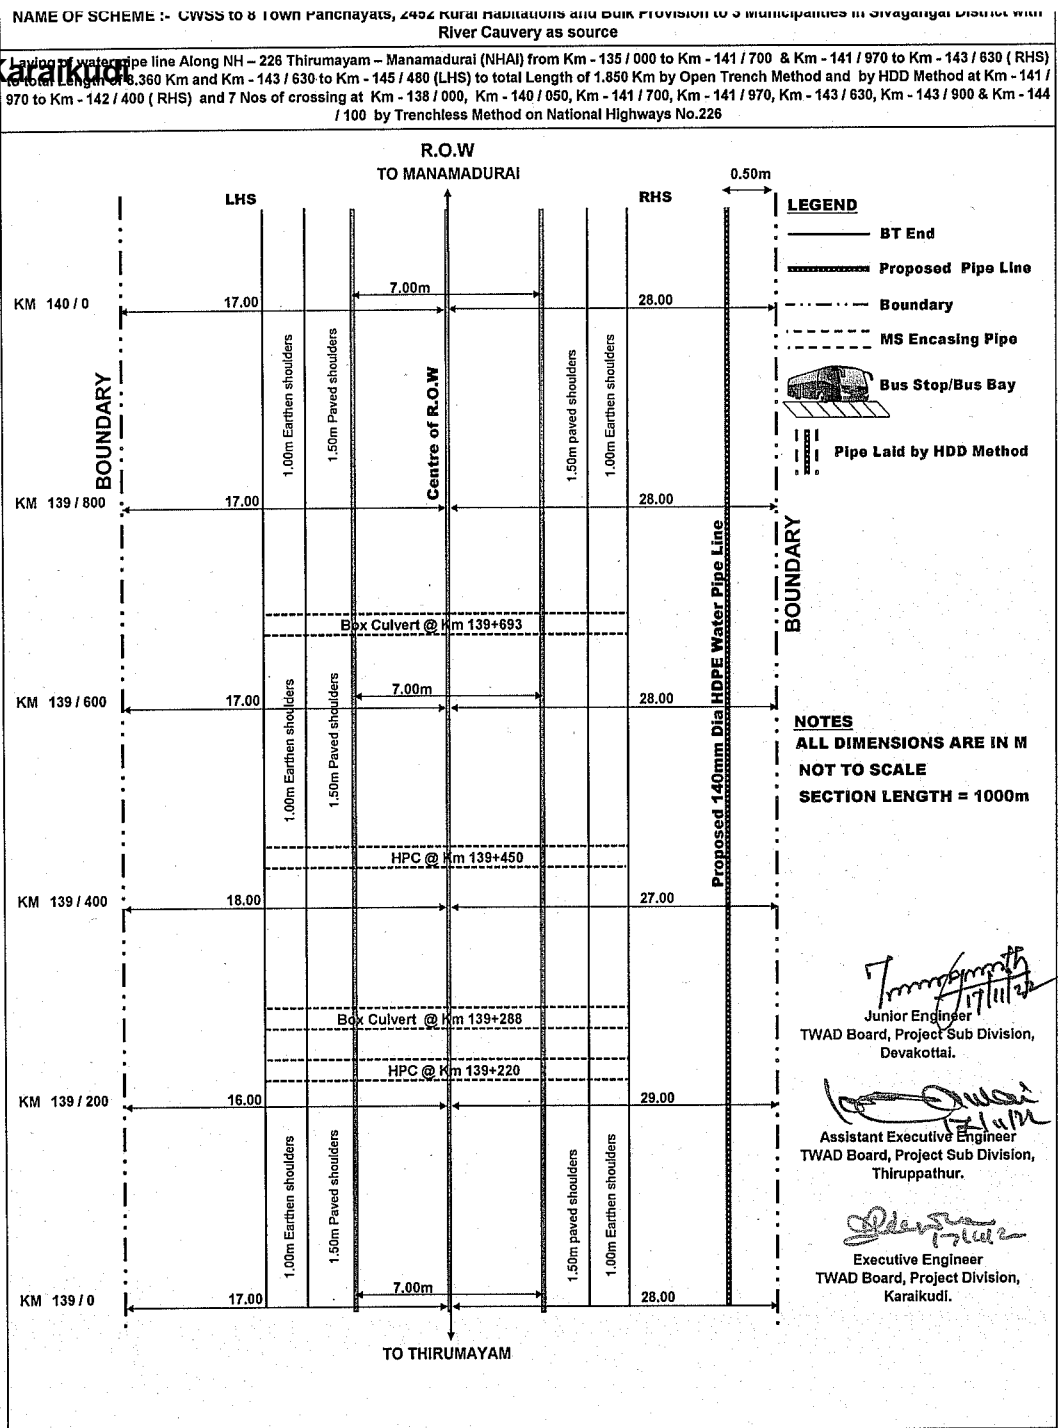 NAME OF SCHEME :- CWSS to 8 Town Panchayats, 2452 Rural Habitations and Bulk Provision to 3 Municipalities in Sivagangai District with
River Cauvery as source
Karaikudi
Laying of water pipe line Along NH – 226 Thirumayam – Manamadurai (NHAI) from Km - 135 / 000 to Km - 141 / 700 & Km - 141 / 970 to Km - 143 / 630 ( RHS)
to total Length of 8.360 Km and Km - 143 / 630 to Km - 145 / 480 (LHS) to total Length of 1.850 Km by Open Trench Method and by HDD Method at Km - 141 /
970 to Km - 142 / 400 ( RHS) and 7 Nos of crossing at Km - 138 / 000, Km - 140 / 050, Km - 141 / 700, Km - 141 / 970, Km - 143 / 630, Km - 143 / 900 & Km - 144
/ 100 by Trenchless Method on National Highways No.226
R.O.W
TO MANAMADURAI
0.50m
LHS
RHS
LEGEND
BT End
Proposed Pipe Line
Boundary
MS Encasing Pipe
Bus Stop/Bus Bay
Pipe Laid by HDD Method
KM 140 / 0
17.00
7.00m
28.00
BOUNDARY
1.00m Earthen shoulders
1.50m Paved shoulders
Centre of R.O.W
1.50m paved shoulders
1.00m Earthen shoulders
KM 139 / 800
17.00
28.00
BOUNDARY
Proposed 140mm Dia HDPE Water Pipe Line
Box Culvert @ Km 139+693
KM 139 / 600
17.00
7.00m
28.00
1.00m Earthen shoulders
1.50m Paved shoulders
NOTES
ALL DIMENSIONS ARE IN M
NOT TO SCALE
SECTION LENGTH = 1000m
HPC @ Km 139+450
KM 139 / 400
18.00
27.00
Box Culvert @ Km 139+288
HPC @ Km 139+220
KM 139 / 200
16.00
29.00
1.00m Earthen shoulders
1.50m Paved shoulders
1.50m paved shoulders
1.00m Earthen shoulders
KM 139 / 0
17.00
7.00m
28.00
TO THIRUMAYAM
17/11/22
Junior Engineer
TWAD Board, Project Sub Division,
Devakottai.
Assistant Executive Engineer
TWAD Board, Project Sub Division,
Thiruppathur.
Executive Engineer
TWAD Board, Project Division,
Karaikudi.